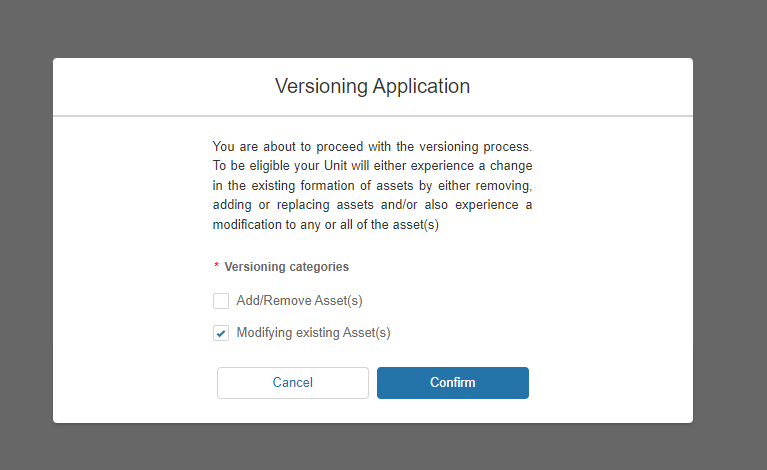 Versioning Application
You are about to proceed with the versioning process.
To be eligible your Unit will either experience a change
in the existing formation of assets by either removing,
adding or replacing assets and/or also experience a
modification to any or all of the asset(s)
* Versioning categories
Add/Remove Asset(s)
Modifying existing Asset(s)
Cancel
Confirm